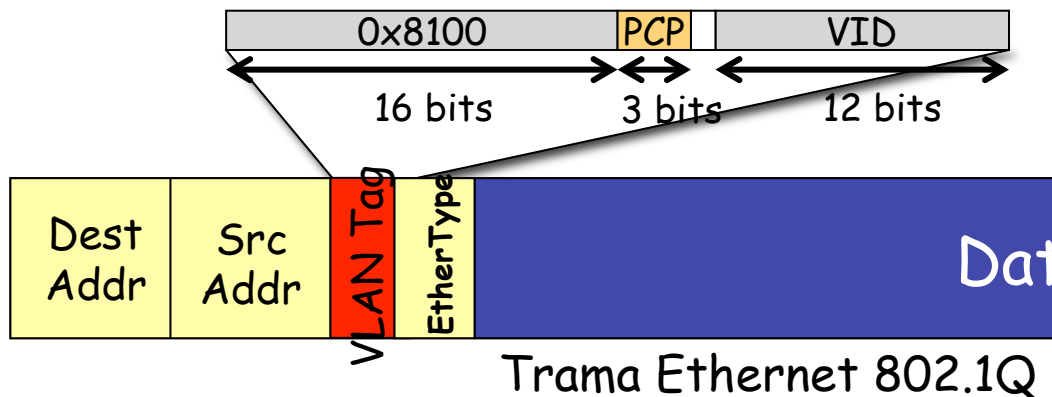 0x8100 PCP VID
16 bits 3 bits 12 bits
Dest
Addr
Src
Addr
VLAN Tag
EtherType
Dat
Trama Ethernet 802.1Q